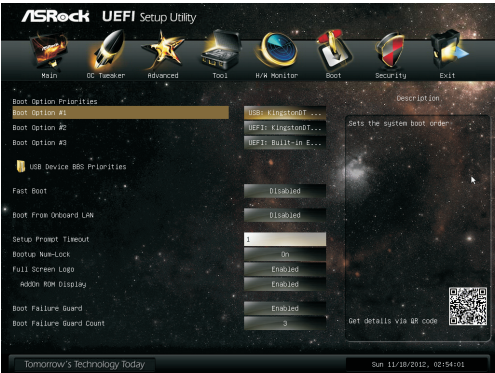 ASRock UEFI Setup Utility
Main OC Tweaker Advanced Tool H/W Monitor Boot Security Exit
Description
Sets the system boot order
Boot Option Priorities
Boot Option #1 USB: KingstonDT ...
Boot Option #2 UEFI: KingstonDT...
Boot Option #3 UEFI: Built-in E...
USB Device BBS Priorities
Fast Boot Disabled
Boot From Onboard LAN Disabled
Setup Prompt Timeout 1
Bootup Num-Lock On
Full Screen Logo Enabled
AddOn ROM Display Enabled
Boot Failure Guard Enabled
Boot Failure Guard Count 3
Get details via QR code
Tomorrow's Technology Today
Sun 11/18/2012, 02:54:01